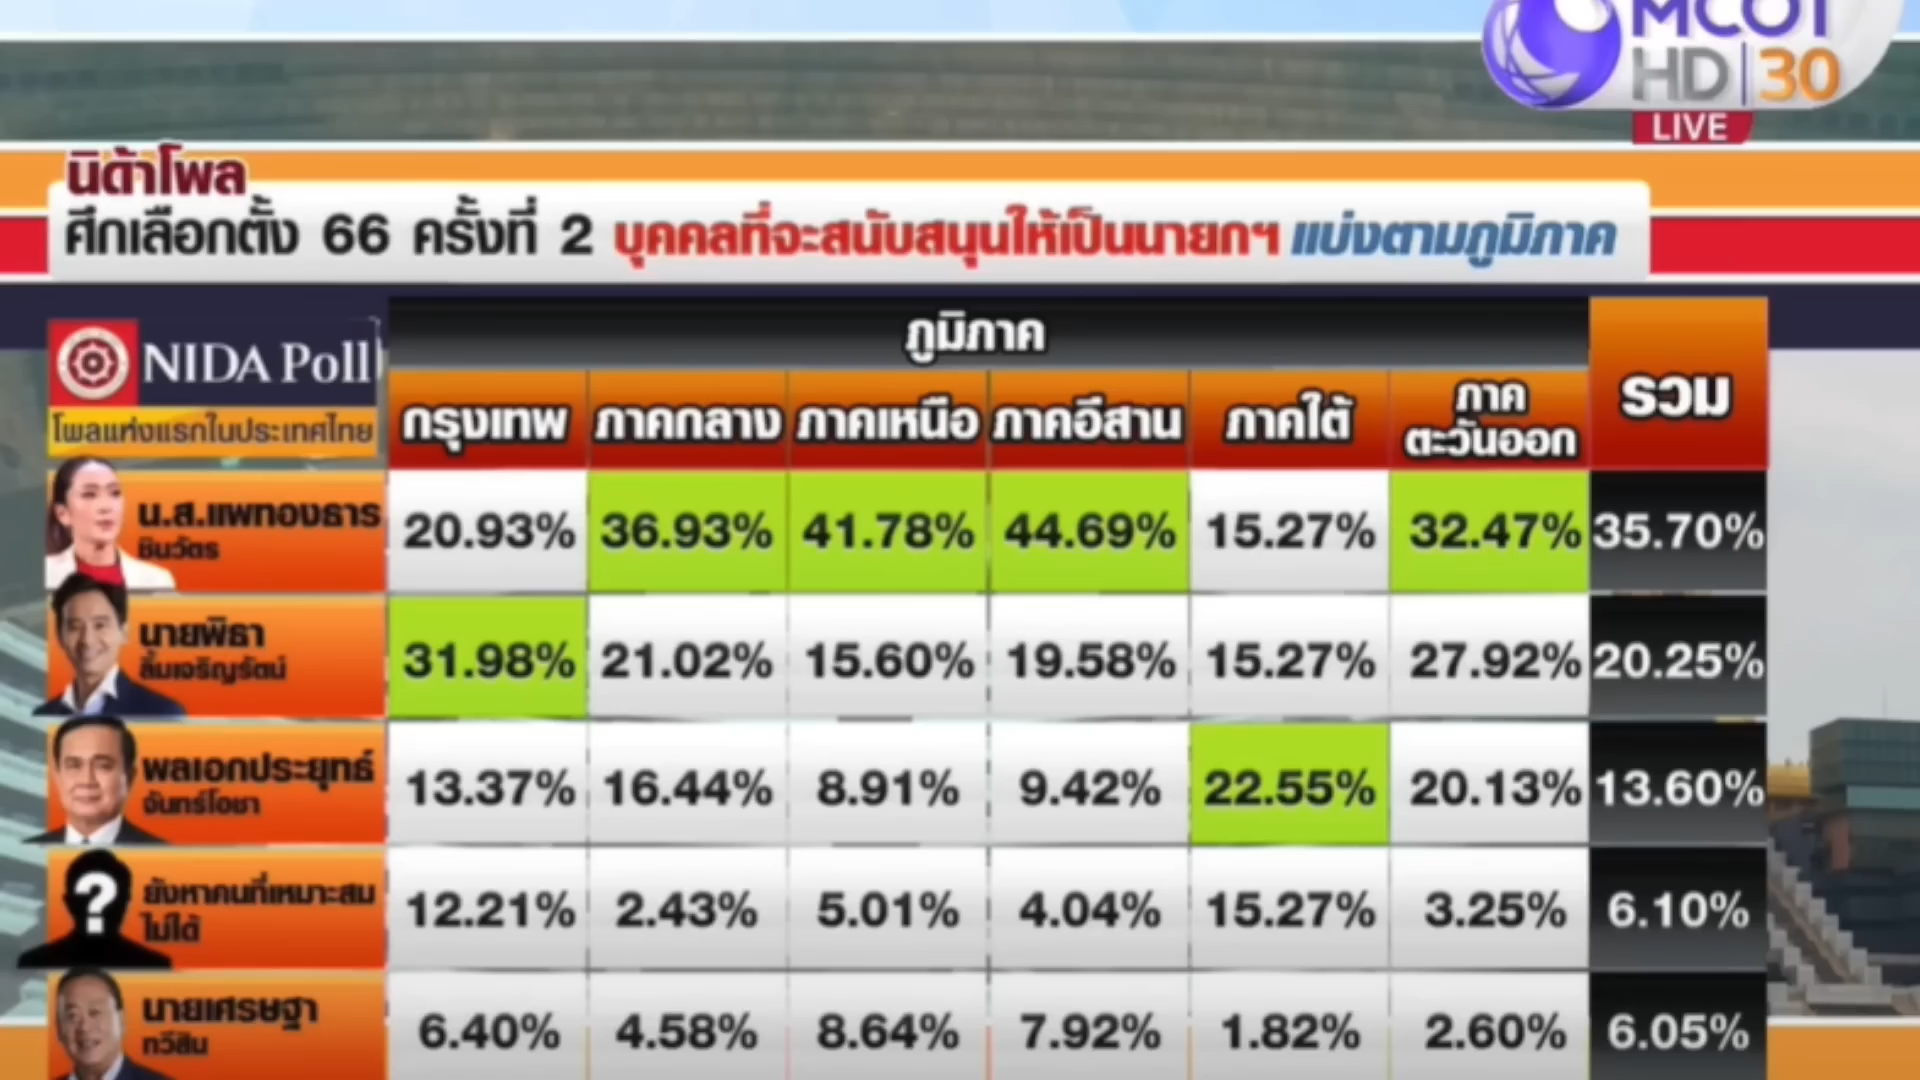 MCOT
HD 30
LIVE
นิด้าโพล
ศึกเลือกตั้ง 66 ครั้งที่ 2 บุคคลที่จะสนับสนุนให้เป็นนายกฯ แบ่งตามภูมิภาค
NIDA Poll
โพลแห่งแรกในประเทศไทย
ภูมิภาค
กรุงเทพ ภาคกลาง ภาคเหนือ ภาคอีสาน ภาคใต้ ภาค
ตะวันออก
รวม
น.ส.แพทองธาร
ชินวัตร
20.93% 36.93% 41.78% 44.69% 15.27% 32.47% 35.70%
นายพิธา
ลิ้มเจริญรัตน์
31.98% 21.02% 15.60% 19.58% 15.27% 27.92% 20.25%
พลเอกประยุทธ์
จันทร์โอชา
13.37% 16.44% 8.91% 9.42% 22.55% 20.13% 13.60%
?
ยังหาคนที่เหมาะสม
ไม่ได้
12.21% 2.43% 5.01% 4.04% 15.27% 3.25% 6.10%
นายเศรษฐา
ทวีสิน
6.40% 4.58% 8.64% 7.92% 1.82% 2.60% 6.05%